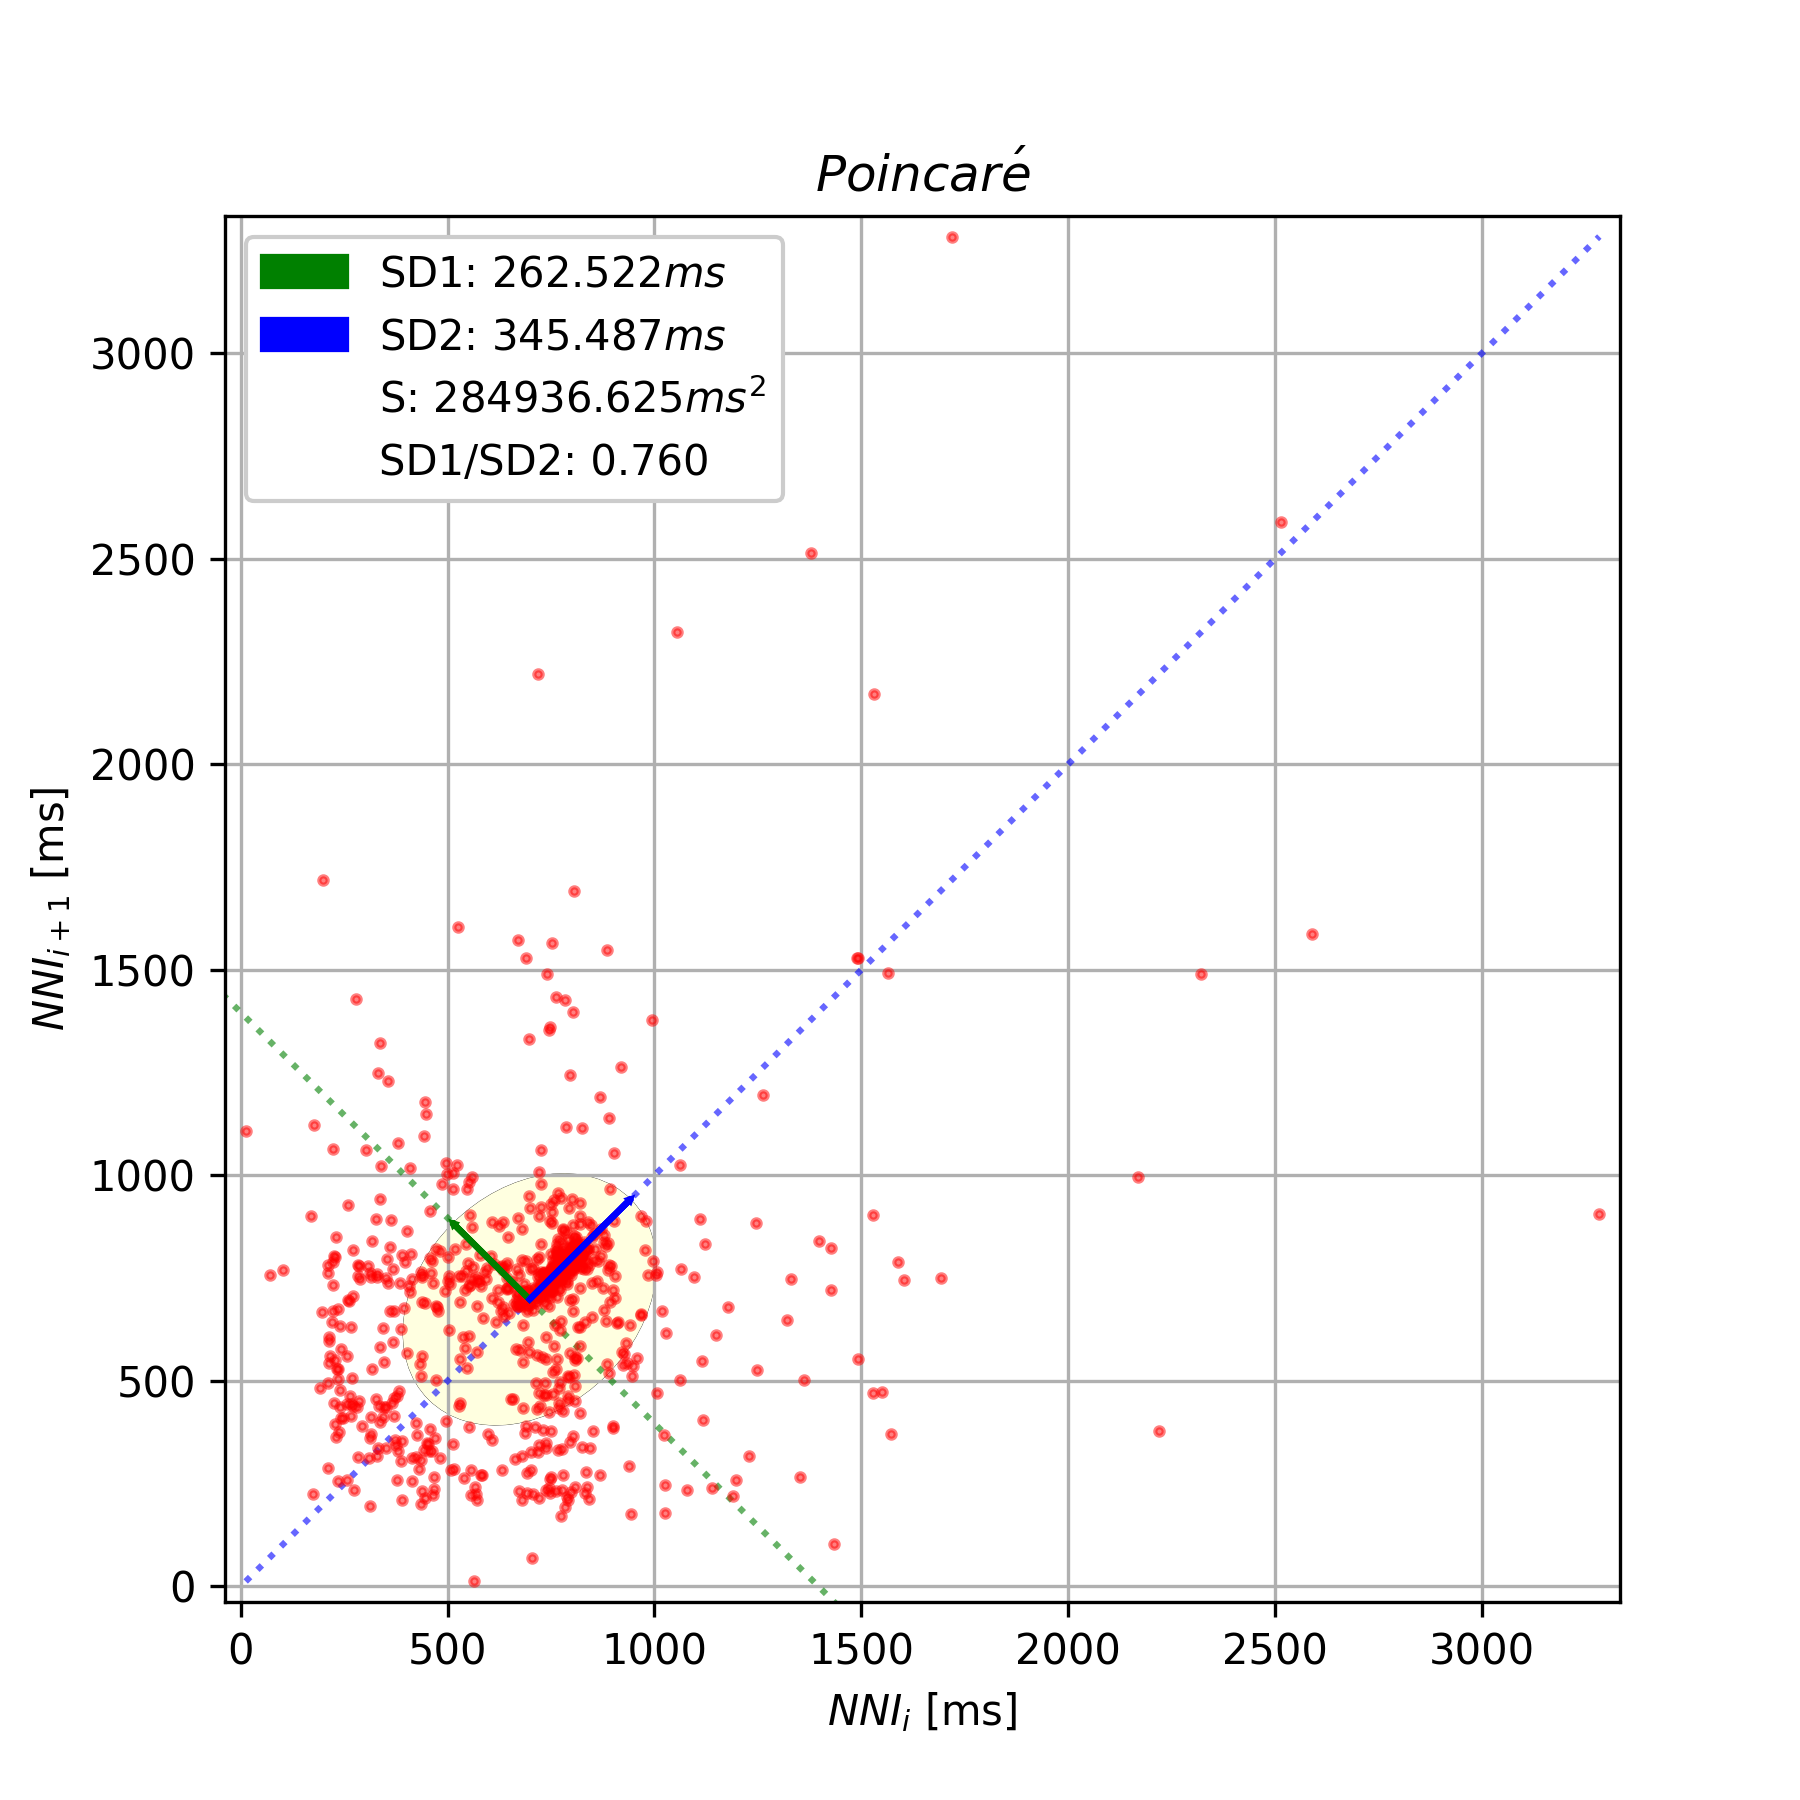 Poincaré
SD1: 262.522ms
SD2: 345.487ms
S: 284936.625ms²
SD1/SD2: 0.760
3000
2500
2000
1500
1000
500
0
NNIᵢ₊₁ [ms]
0 500 1000 1500 2000 2500 3000
NNIᵢ [ms]